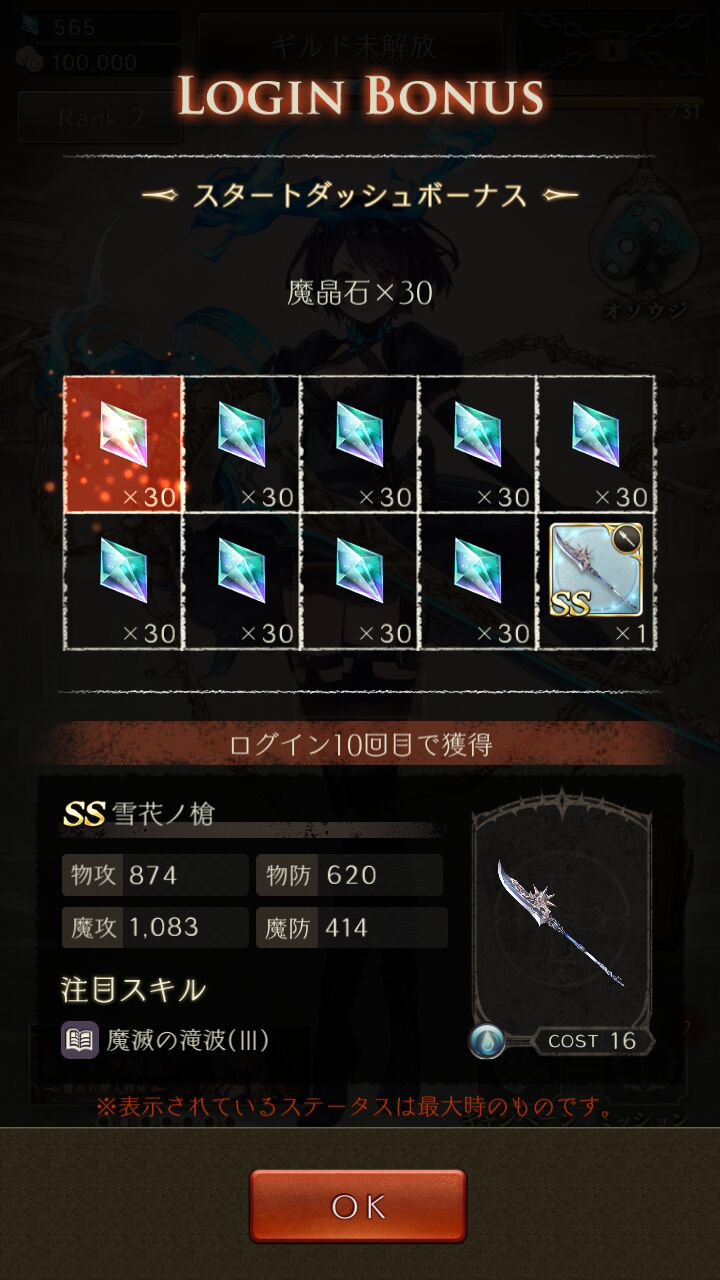 565
ギルド未解放
100,000
Rank 2
/31
LOGIN BONUS
スタートダッシュボーナス
オソウジ
魔晶石×30
×30 ×30 ×30 ×30 ×30
SS
×30 ×30 ×30 ×30 ×1
ログイン10回目で獲得
SS 雪花ノ槍
物攻 874 物防 620
魔攻 1,083 魔防 414
注目スキル
魔滅の滝波(III)
COST 16
※表示されているステータスは最大時のものです。
OK